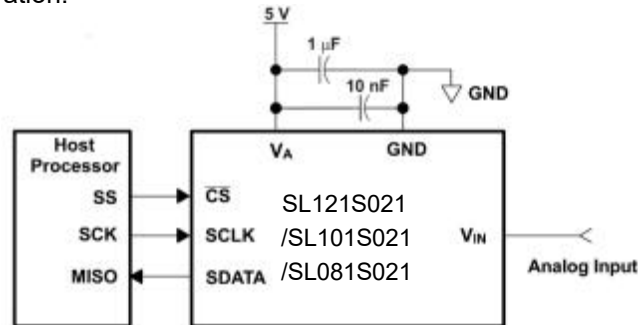 ation.
5 V
1 μF
10 nF
GND
Host
Processor
VA
GND
SS
CS
SL121S021
SCK
SCLK
/SL101S021
VIN
MISO
SDATA
/SL081S021
Analog Input